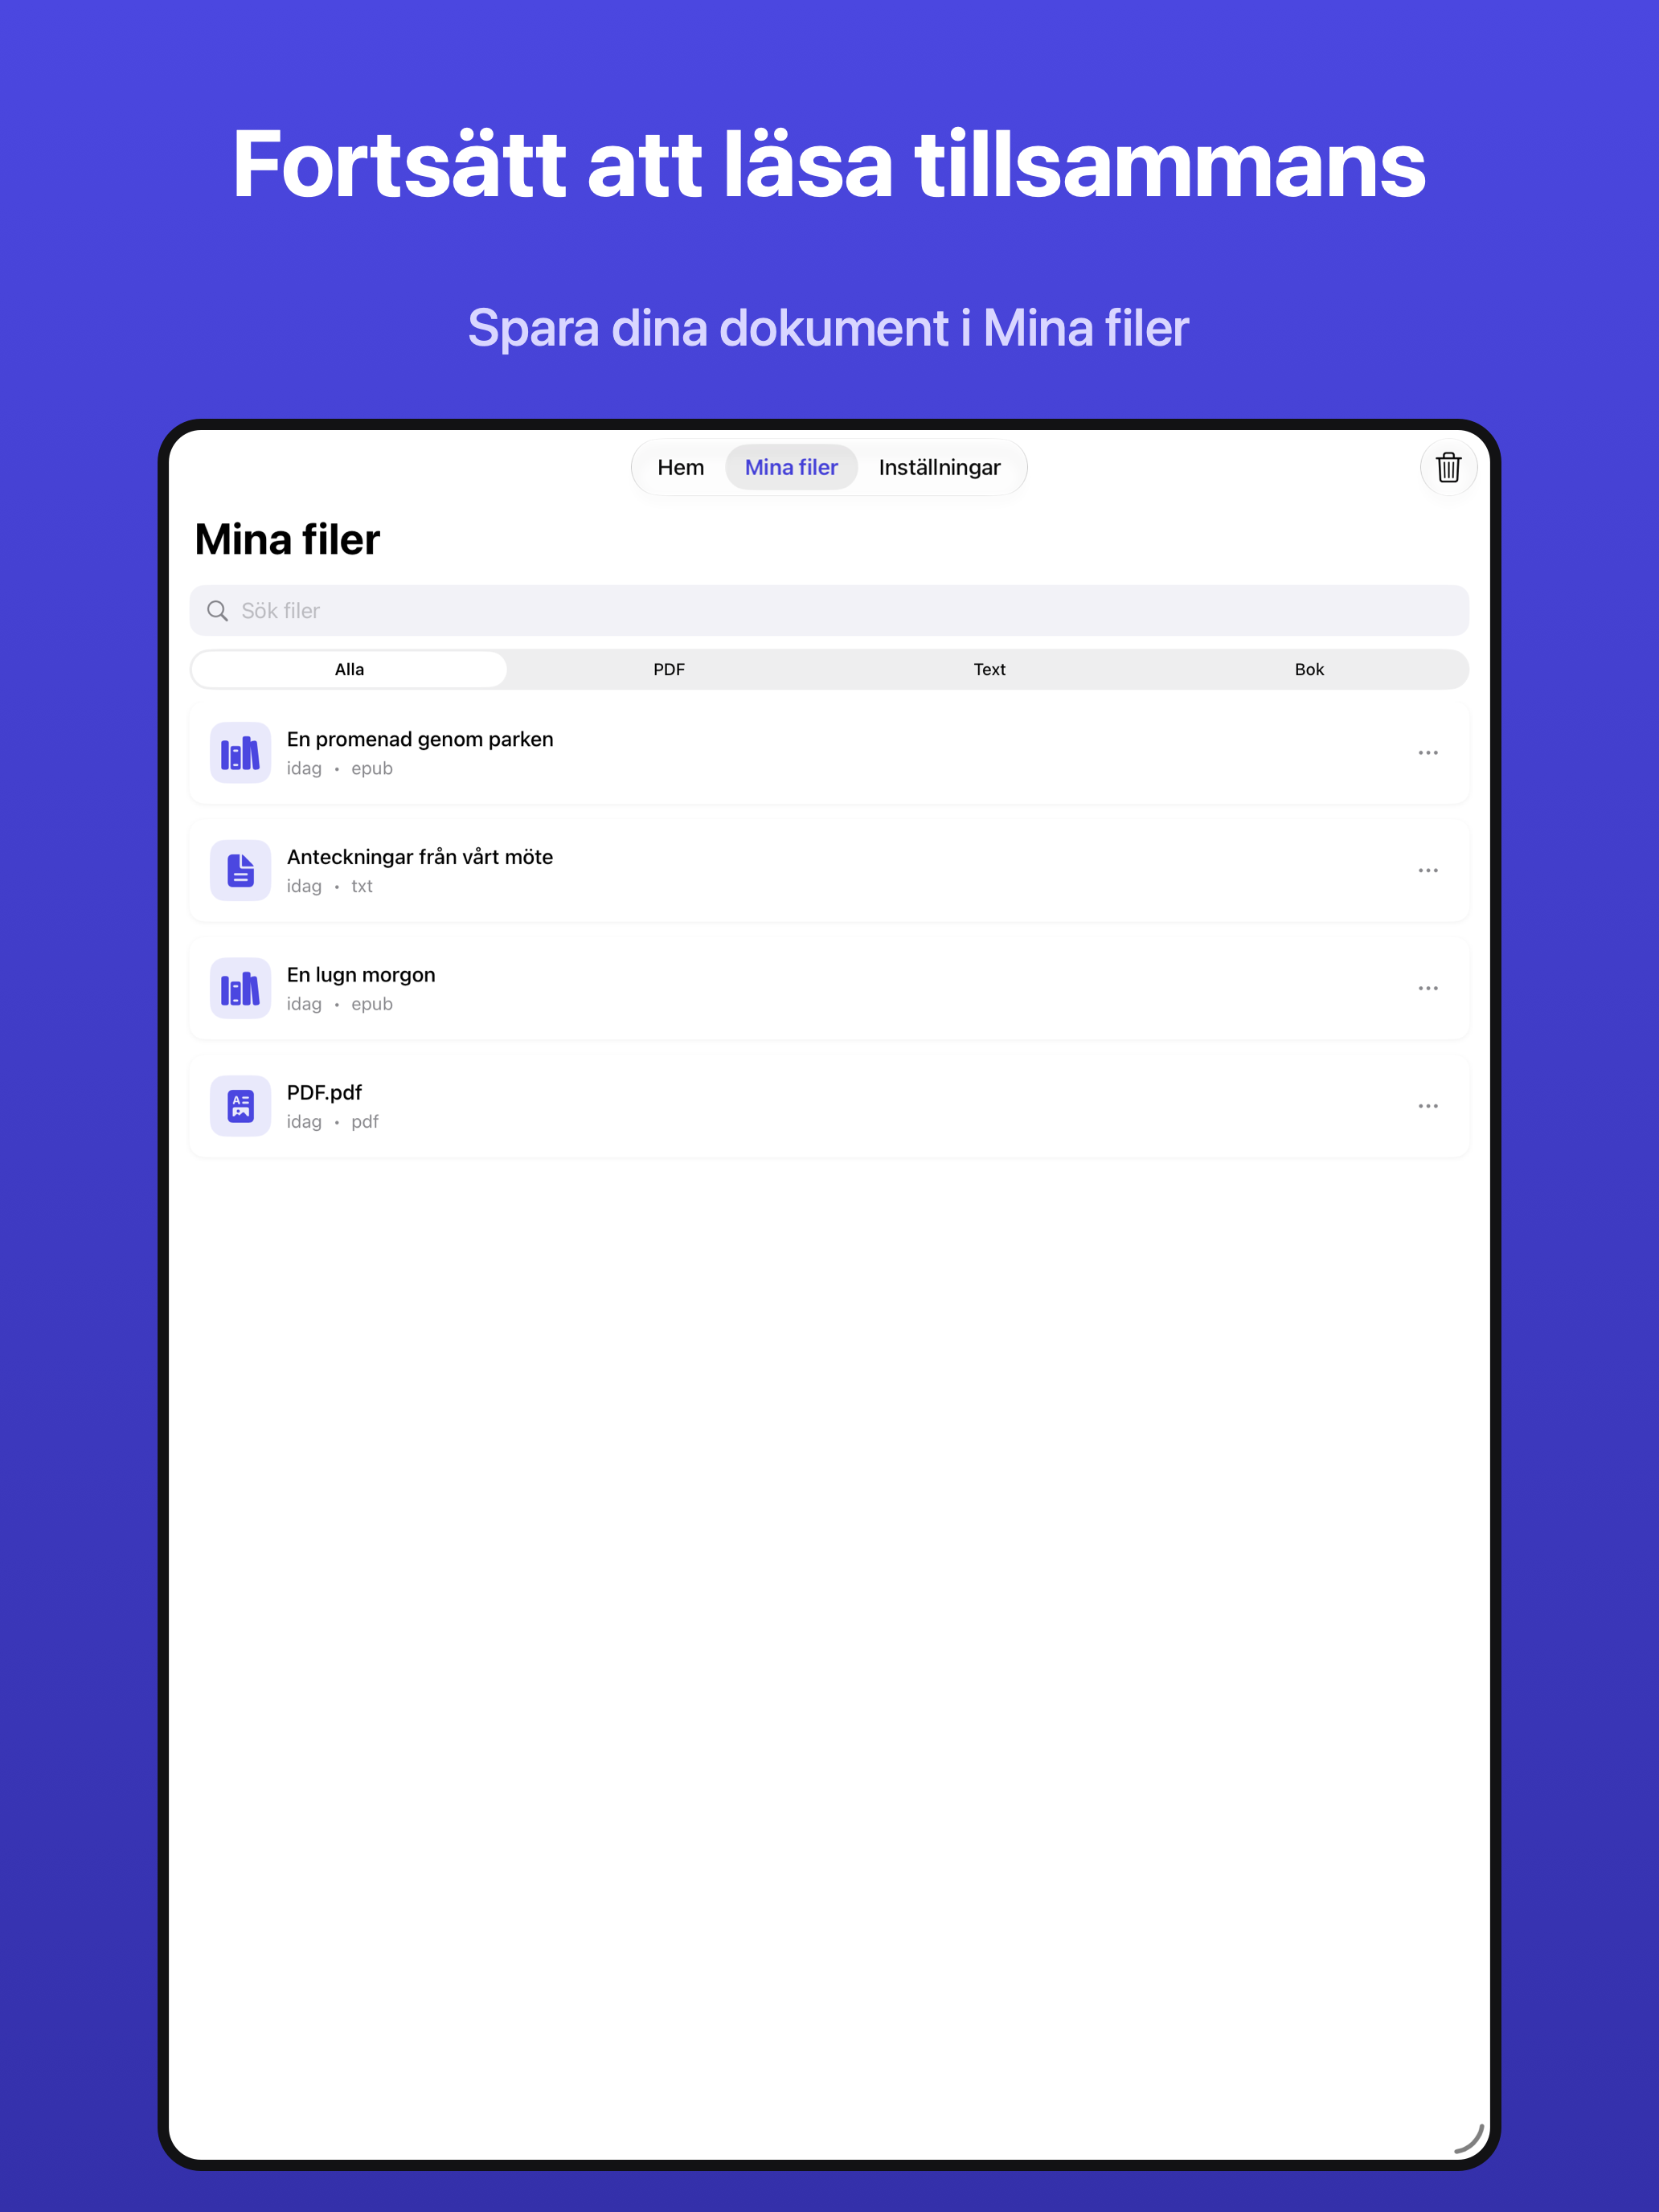 Fortsätt att läsa tillsammans
Spara dina dokument i Mina filer
Hem Mina filer Inställningar
Mina filer
Sök filer
Alla PDF Text Bok
En promenad genom parken
idag • epub
Anteckningar från vårt möte
idag • txt
En lugn morgon
idag • epub
PDF.pdf
idag • pdf